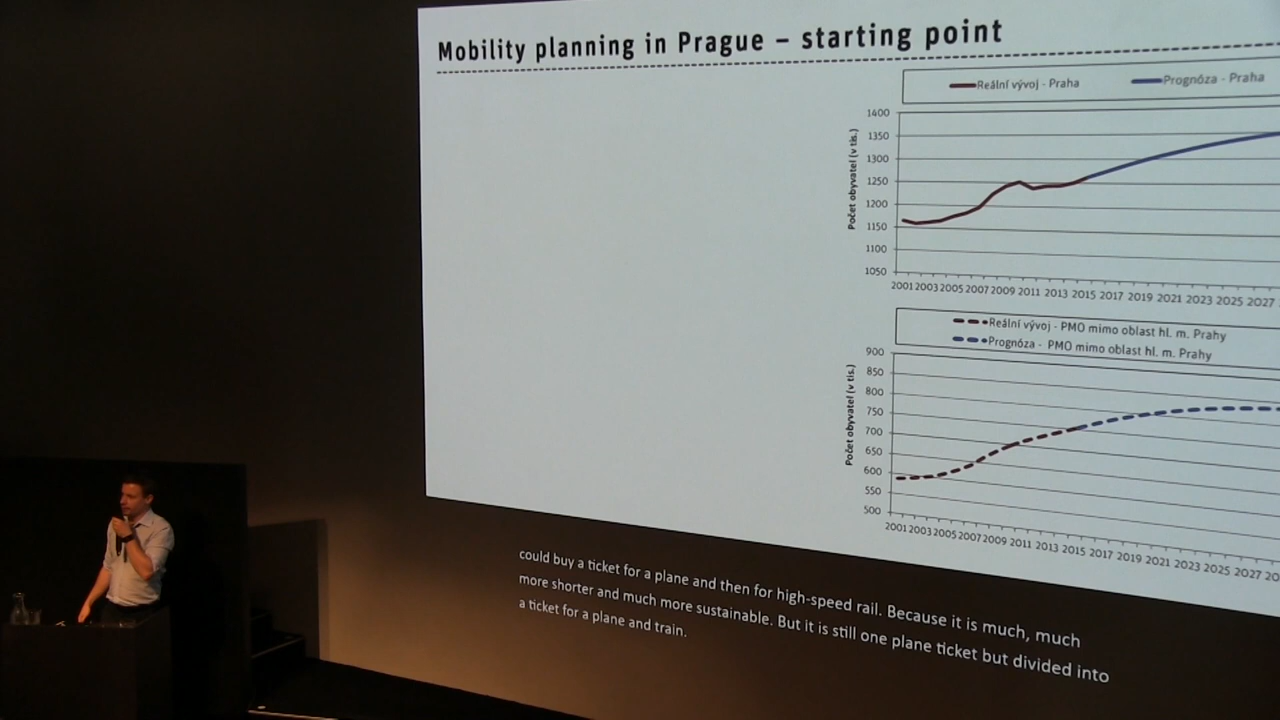 Mobility planning in Prague – starting point
Reální vývoj - Praha
Prognóza - Praha
Počet obyvatel (v tis.)
1400
1350
1300
1250
1200
1150
1100
1050
2001 2003 2005 2007 2009 2011 2013 2015 2017 2019 2021 2023 2025 2027
Reální vývoj - PMO mimo oblast hl. m. Prahy
Prognóza - PMO mimo oblast hl. m. Prahy
Počet obyvatel (v tis.)
900
850
800
750
700
650
600
550
500
2001 2003 2005 2007 2009 2011 2013 2015 2017 2019 2021 2023 2025 2027 20
could buy a ticket for a plane and then for high-speed rail. Because it is much, much
more shorter and much more sustainable. But it is still one plane ticket but divided into
a ticket for a plane and train.